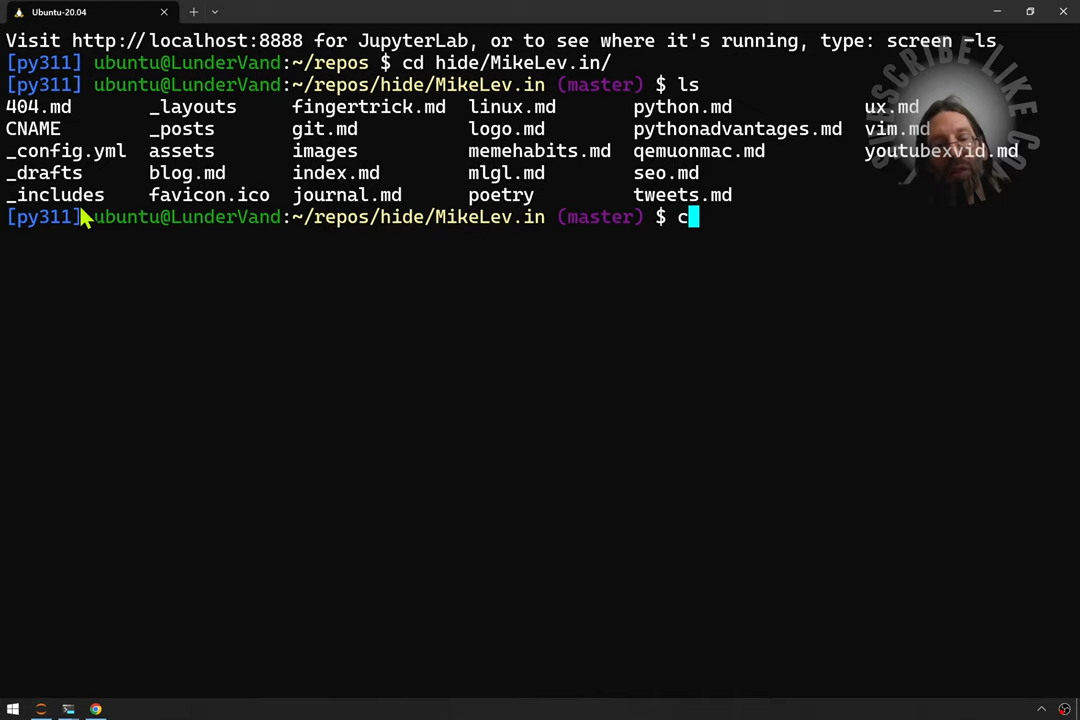 Ubuntu-20.04
Visit http://localhost:8888 for JupyterLab, or to see where it's running, type: screen -ls
[py311] ubuntu@LunderVand:~/repos $ cd hide/MikeLev.in/
[py311] ubuntu@LunderVand:~/repos/hide/MikeLev.in (master) $ ls
404.md _layouts fingertrick.md linux.md python.md ux.md
CNAME _posts git.md logo.md pythonadvantages.md vim.md
_config.yml assets images memehabits.md qemuonmac.md youtubexvid.md
_drafts blog.md index.md mlgl.md seo.md
_includes favicon.ico journal.md poetry tweets.md
[py311] ubuntu@LunderVand:~/repos/hide/MikeLev.in (master) $ c
SUBSCRIBE LIKE COM